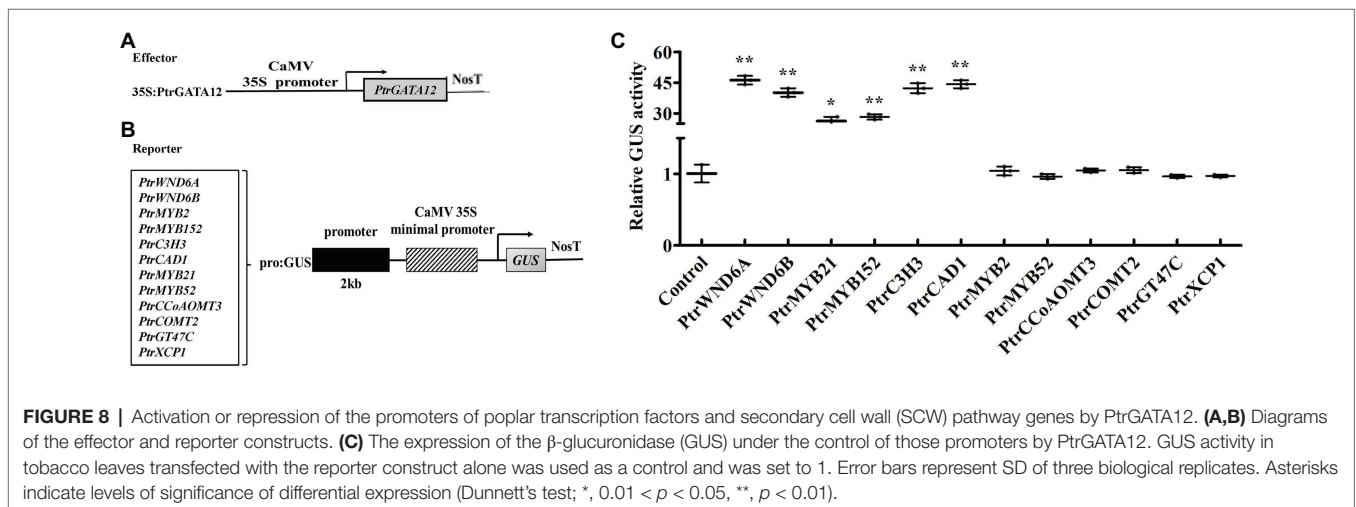 A
Effector
CaMV
35S promoter
35S:PtrGATA12
PtrGATA12
NosT
B
Reporter
PtrWND6A
PtrWND6B
PtrMYB2
PtrMYB152
PtrC3H3
PtrCAD1
PtrMYB21
PtrMYB52
PtrCCoAOMT3
PtrCOMT2
PtrGT47C
PtrXCP1
pro:GUS
promoter
2kb
CaMV 35S
minimal promoter
GUS
NosT
C
Relative GUS activity
60
45
30
1
0
**
**
*
**
**
**
Control
PtrWND6A
PtrWND6B
PtrMYB21
PtrMYB152
PtrC3H3
PtrCAD1
PtrMYB2
PtrMYB52
PtrCCoAOMT3
PtrCOMT2
PtrGT47C
PtrXCP1
FIGURE 8 | Activation or repression of the promoters of poplar transcription factors and secondary cell wall (SCW) pathway genes by PtrGATA12. (A,B) Diagrams
of the effector and reporter constructs. (C) The expression of the β-glucuronidase (GUS) under the control of those promoters by PtrGATA12. GUS activity in
tobacco leaves transfected with the reporter construct alone was used as a control and was set to 1. Error bars represent SD of three biological replicates. Asterisks
indicate levels of significance of differential expression (Dunnett's test; *, 0.01 < p < 0.05, **, p < 0.01).